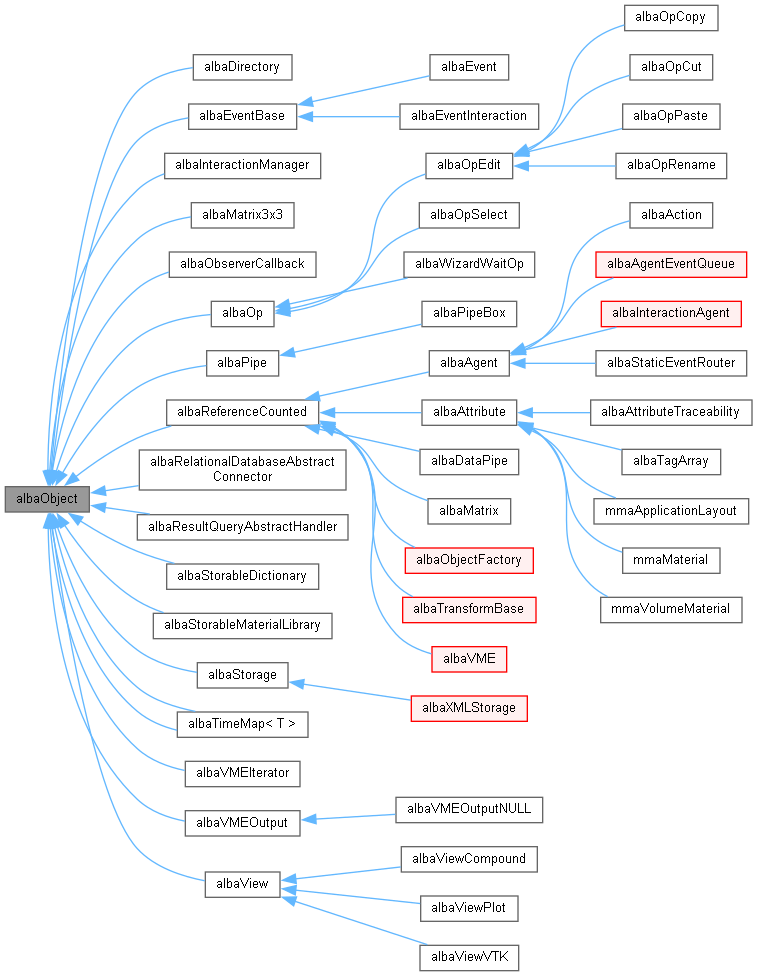 albaObject
albaDirectory
albaEventBase
albaEvent
albaEventInteraction
albaInteractionManager
albaMatrix3x3
albaObserverCallback
albaOp
albaOpEdit
albaOpCopy
albaOpCut
albaOpPaste
albaOpRename
albaOpSelect
albaWizardWaitOp
albaPipe
albaPipeBox
albaReferenceCounted
albaAgent
albaAction
albaAgentEventQueue
albaInteractionAgent
albaStaticEventRouter
albaAttribute
albaAttributeTraceability
albaTagArray
mmaApplicationLayout
mmaMaterial
mmaVolumeMaterial
albaDataPipe
albaMatrix
albaObjectFactory
albaTransformBase
albaVME
albaRelationalDatabaseAbstract
Connector
albaResultQueryAbstractHandler
albaStorableDictionary
albaStorableMaterialLibrary
albaStorage
albaXMLStorage
albaTimeMap< T >
albaVMEIterator
albaVMEOutput
albaVMEOutputNULL
albaView
albaViewCompound
albaViewPlot
albaViewVTK